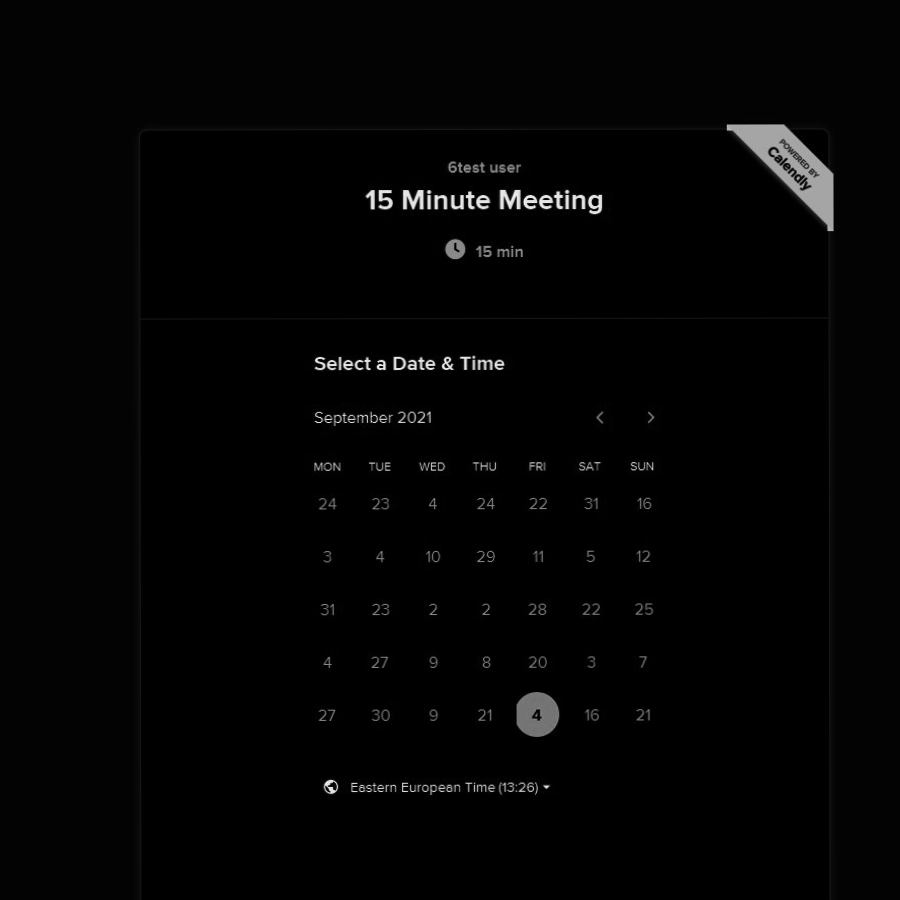 POWERED BY
Calendly
6test user
15 Minute Meeting
15 min
Select a Date & Time
September 2021
MON TUE WED THU FRI SAT SUN
24 23 4 24 22 31 16
3 4 10 29 11 5 12
31 23 2 2 28 22 25
4 27 9 8 20 3 7
27 30 9 21 4 16 21
Eastern European Time (13:26)